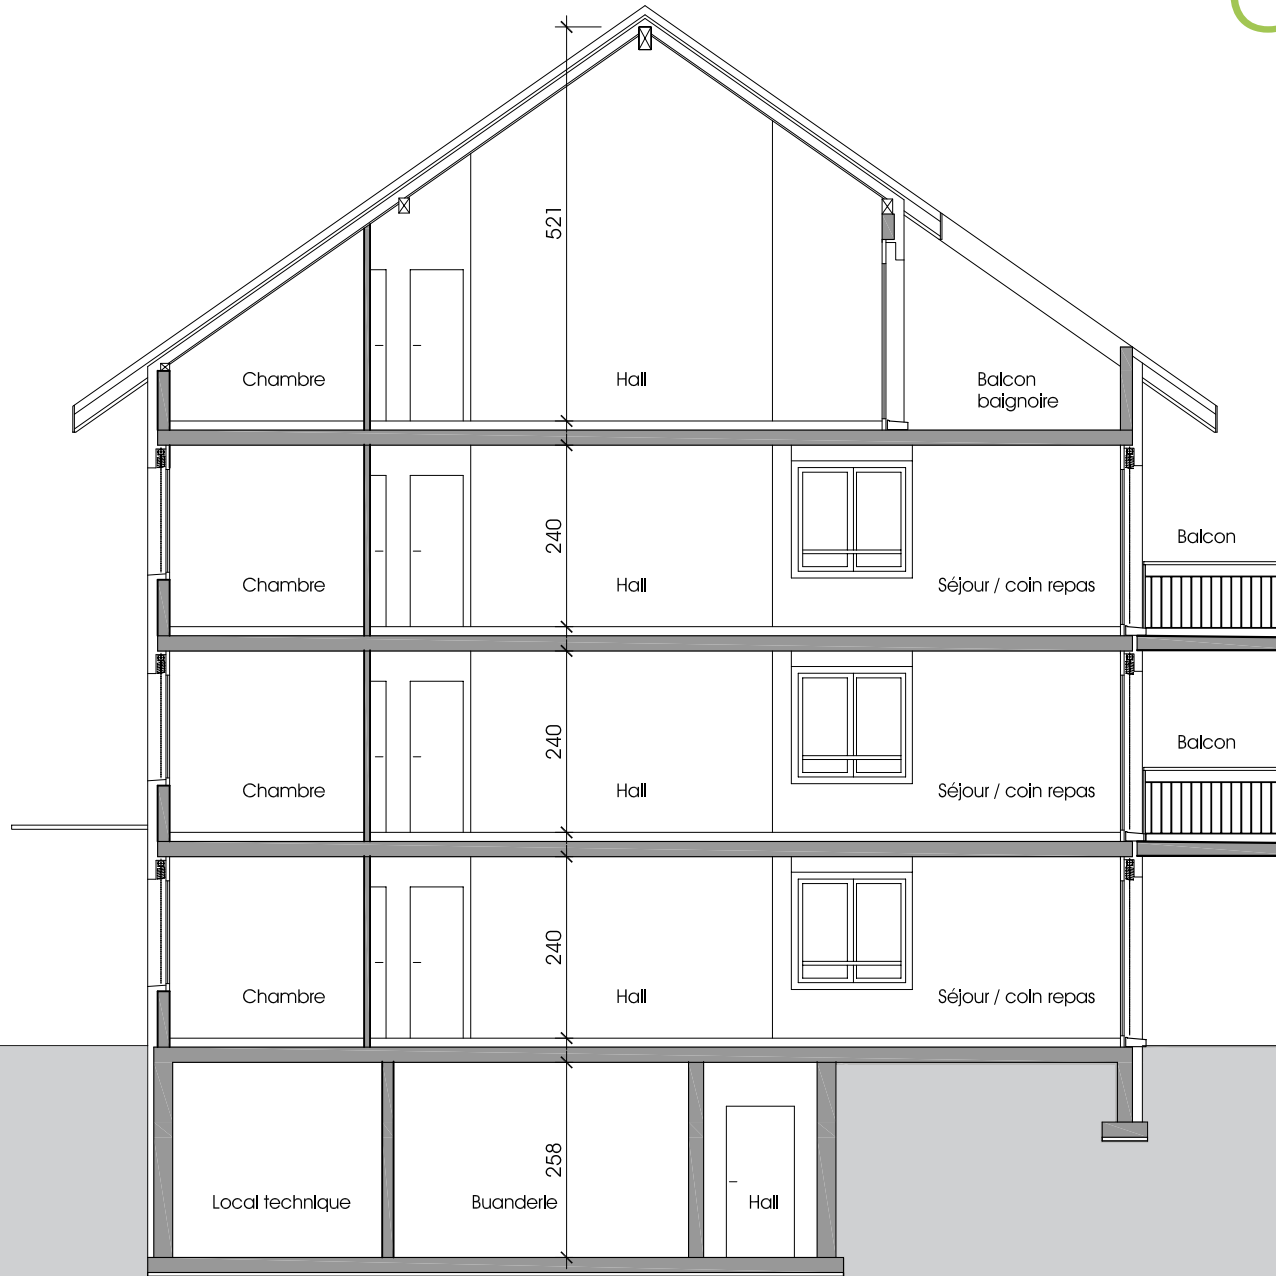 521
Chambre
Hall
Balcon
baignoire
240
Balcon
Chambre
Hall
Séjour / coin repas
240
Balcon
Chambre
Hall
Séjour / coin repas
240
Chambre
Hall
Séjour / coin repas
258
Local technique
Buanderie
Hall